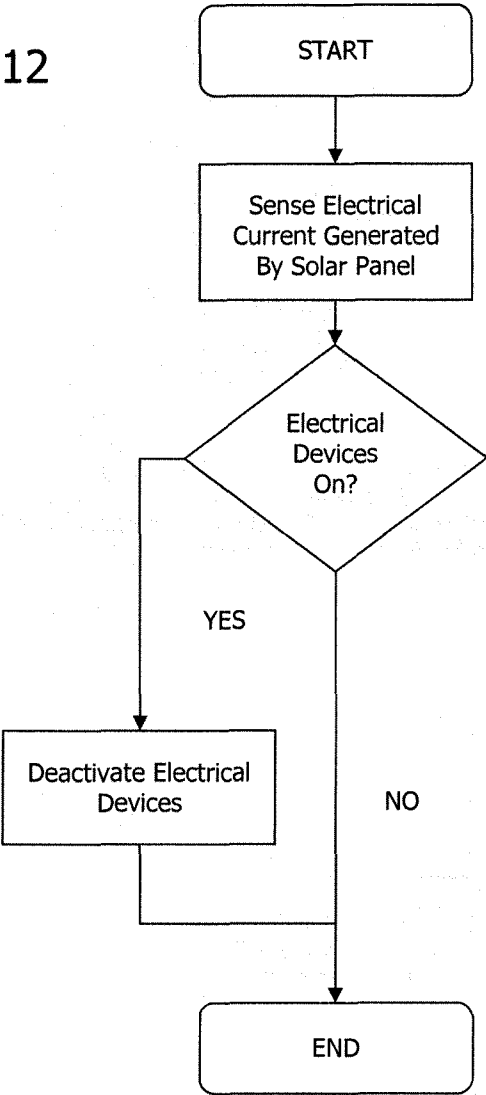 12
START
Sense Electrical
Current Generated
By Solar Panel
Electrical
Devices
On?
YES
Deactivate Electrical
Devices
NO
END